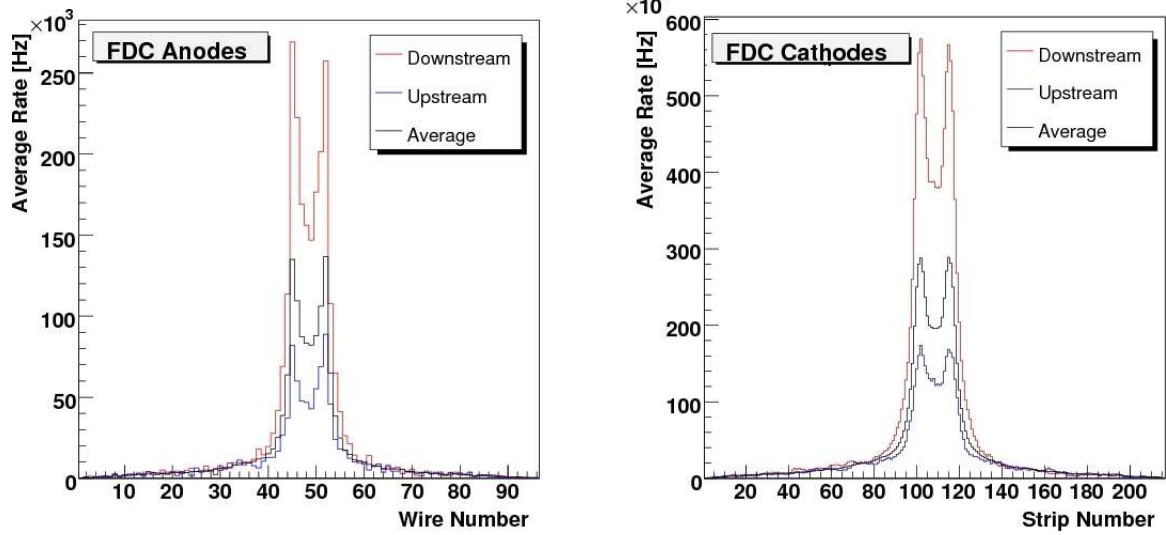 ×10³
FDC Anodes
Average Rate [Hz]
Downstream
Upstream
Average
250
200
150
100
50
0
10 20 30 40 50 60 70 80 90
Wire Number
×10
FDC Cathodes
Average Rate [Hz]
Downstream
Upstream
Average
600
500
400
300
200
100
0
20 40 60 80 100 120 140 160 180 200
Strip Number